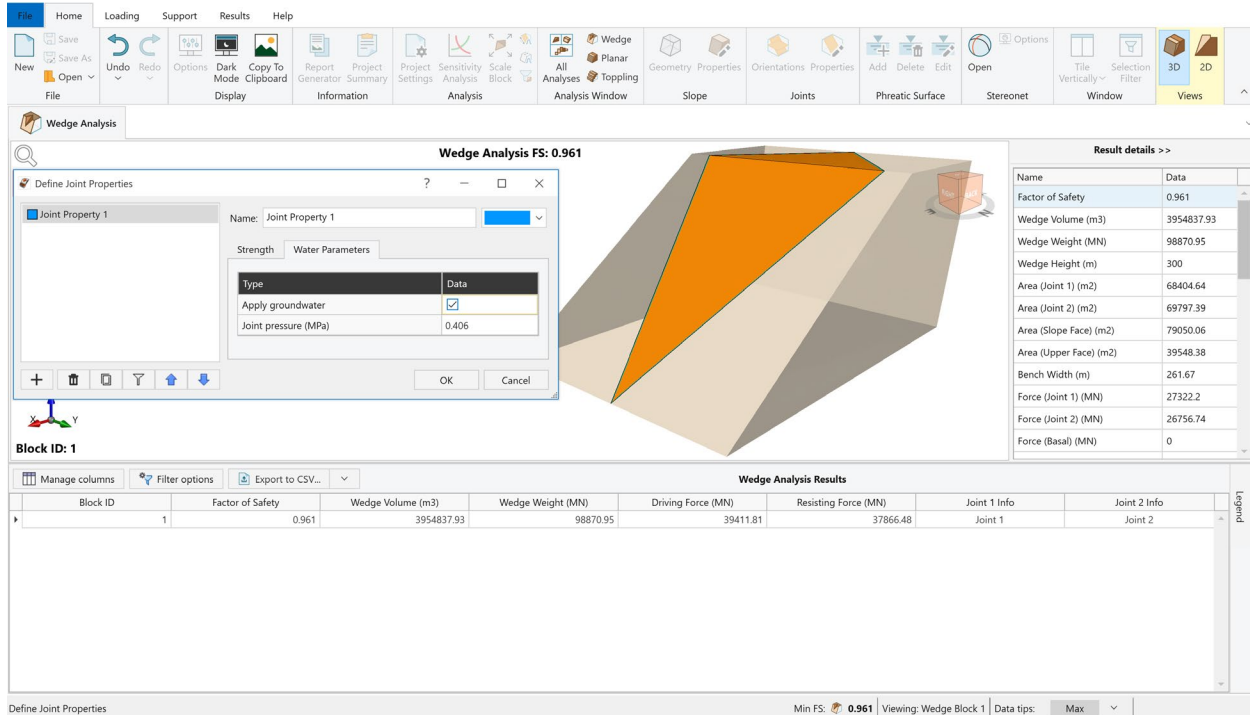 File Home Loading Support Results Help
Save
Save As
New Open Undo Redo Options Dark Mode Copy To Clipboard Report Generator Project Summary Project Settings Sensitivity Analysis Scale Block All Analyses Wedge Planar Toppling Geometry Properties Orientations Properties Add Delete Edit Open Options Tile Vertically Selection Filter 3D 2D
File Display Information Analysis Analysis Window Slope Joints Phreatic Surface Stereonet Window Views
Wedge Analysis
Wedge Analysis FS: 0.961
Define Joint Properties ?
Joint Property 1
Name: Joint Property 1
Strength Water Parameters
Type Data
Apply groundwater
Joint pressure (MPa) 0.406
OK Cancel
X Y
Block ID: 1
Result details >>
Name Data
Factor of Safety 0.961
Wedge Volume (m3) 3954837.93
Wedge Weight (MN) 98870.95
Wedge Height (m) 300
Area (Joint 1) (m2) 68404.64
Area (Joint 2) (m2) 69797.39
Area (Slope Face) (m2) 79050.06
Area (Upper Face) (m2) 39548.38
Bench Width (m) 261.67
Force (Joint 1) (MN) 27322.2
Force (Joint 2) (MN) 26756.74
Force (Basal) (MN) 0
Manage columns Filter options Export to CSV... Wedge Analysis Results
Legend
Block ID Factor of Safety Wedge Volume (m3) Wedge Weight (MN) Driving Force (MN) Resisting Force (MN) Joint 1 Info Joint 2 Info
1 0.961 3954837.93 98870.95 39411.81 37866.48 Joint 1 Joint 2
Define Joint Properties Min FS: 0.961 Viewing: Wedge Block 1 Data tips: Max